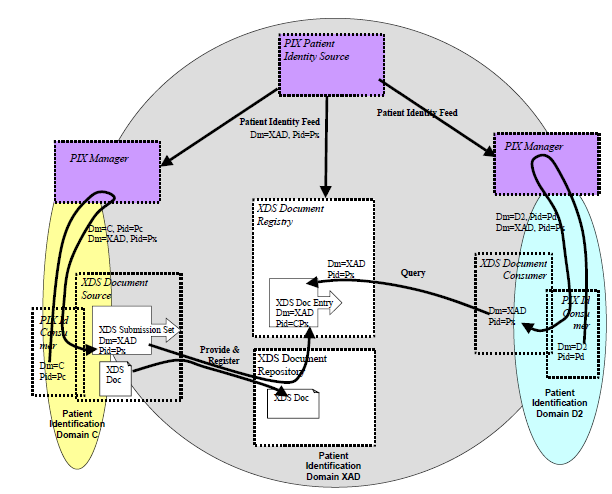 PIX Patient
Identity Source
Patient Identity Feed
Dm=XAD, Pid=Px
Patient Identity Feed
PIX Manager
PIX Manager
Dm=C, Pid=Pc
Dm=XAD, Pid=Px
XDS Document
Registry
Dm=D2, Pid=Pd
Dm=XAD, Pid=Px
Dm=XAD
Pid=Px
Query
XDS Document
Consumer
XDS Document
Source
XDS Doc Entry
Dm=XAD
Pid=CPx
Dm=XAD
Pid=Px
PIX Id
Consu
mer
PIX Id
Consu
mer
XDS Submission Set
Dm=XAD
Pid=Px
Provide &
Register
XDS Document
Repository
Dm=C
Pid=Pc
XDS
Doc
XDS Doc
Dm=D2
Pid=Pd
Patient
Identification
Domain C
Patient
Identification
Domain D2
Patient
Identification
Domain XAD